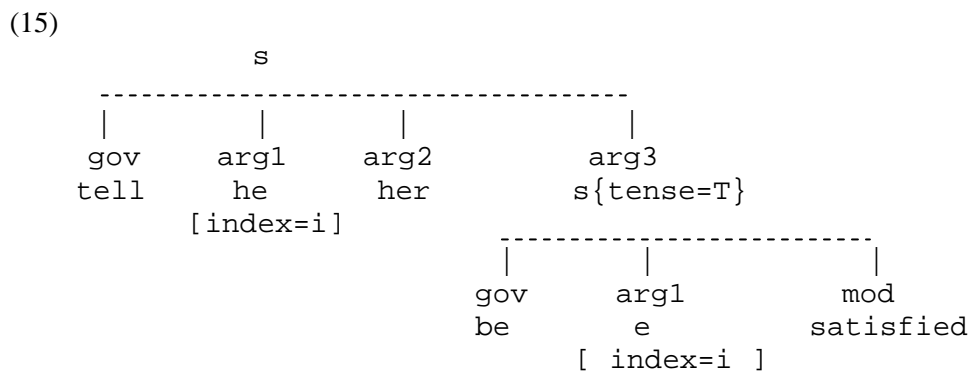 (15)
s
------------------------------------
| | | |
gov arg1 arg2 arg3
tell he her s{tense=T}
[index=i]
---------------------------
| | |
gov arg1 mod
be e satisfied
[ index=i ]